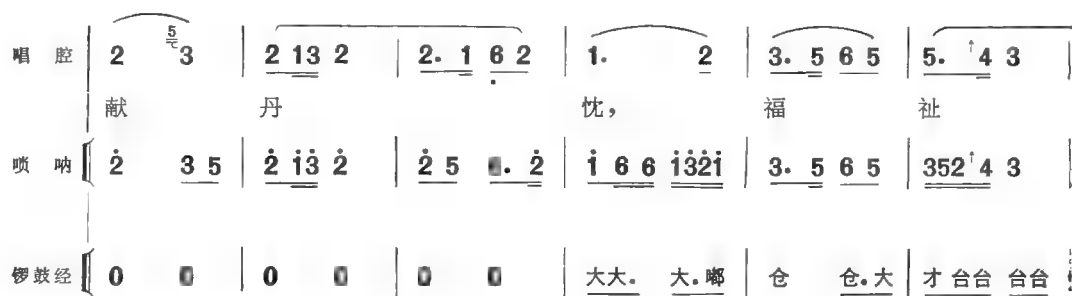 唱腔 2 5 3 | 2 13 2 | 2. 1 6 2 | 1. 2 | 3. 5 6 5 | 5. ↑4 3
献 丹 忱， 福 祉
唢呐 2 3 5 | 2 13 2 | 2 5 . 2 | 1 6 6 1321 | 3. 5 6 5 | 352↑4 3
锣鼓经 0 0 | 0 0 | 0 0 | 大大. 大.嘟 | 仓 仓.大 | 才 台台 台台